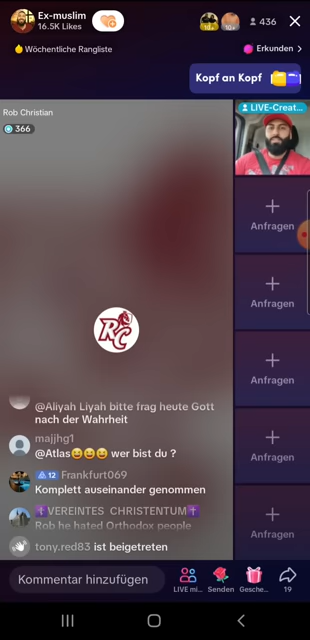 Ex-muslim
16.5K Likes
436
Wöchentliche Rangliste
Erkunden
Kopf an Kopf
Rob Christian
366
LIVE-Creat...
Anfragen
Anfragen
Anfragen
Anfragen
Anfragen
RC
@Aliyah Liyah bitte frag heute Gott
nach der Wahrheit
majjhg1
@Atlas😄😄😄 wer bist du ?
12 Frankfurt069
Komplett auseinander genommen
✝️VEREINTES CHRISTENTUM✝️
Rob he hated Orthodox people
tony.red83 ist beigetreten
Kommentar hinzufügen
LIVE mi...
Senden
Gesche...
19